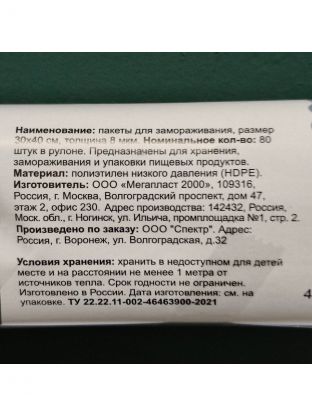 Наименование: пакеты для замораживания, размер
30х40 см, толщина 8 мкм. Номинальное кол-во: 80
штук в рулоне. Предназначены для хранения,
замораживания и упаковки пищевых продуктов.
Материал: полиэтилен низкого давления (HDPE).
Изготовитель: ООО «Мегапласт 2000», 109316,
Россия, г. Москва, Волгоградский проспект, дом 47,
этаж 2, офис 230. Адрес производства: 142432, Россия,
Моск. обл., г. Ногинск, ул. Ильича, промплощадка №1, стр. 2.
Произведено по заказу: ООО "Спектр". Адрес:
Россия, г. Воронеж, ул. Волгоградская, д.32
Условия хранения: хранить в недоступном для детей
месте и на расстоянии не менее 1 метра от
источников тепла. Срок годности не ограничен.
Изготовлено в России. Дата изготовления: см. на
упаковке. ТУ 22.22.11-002-46463900-2021
4